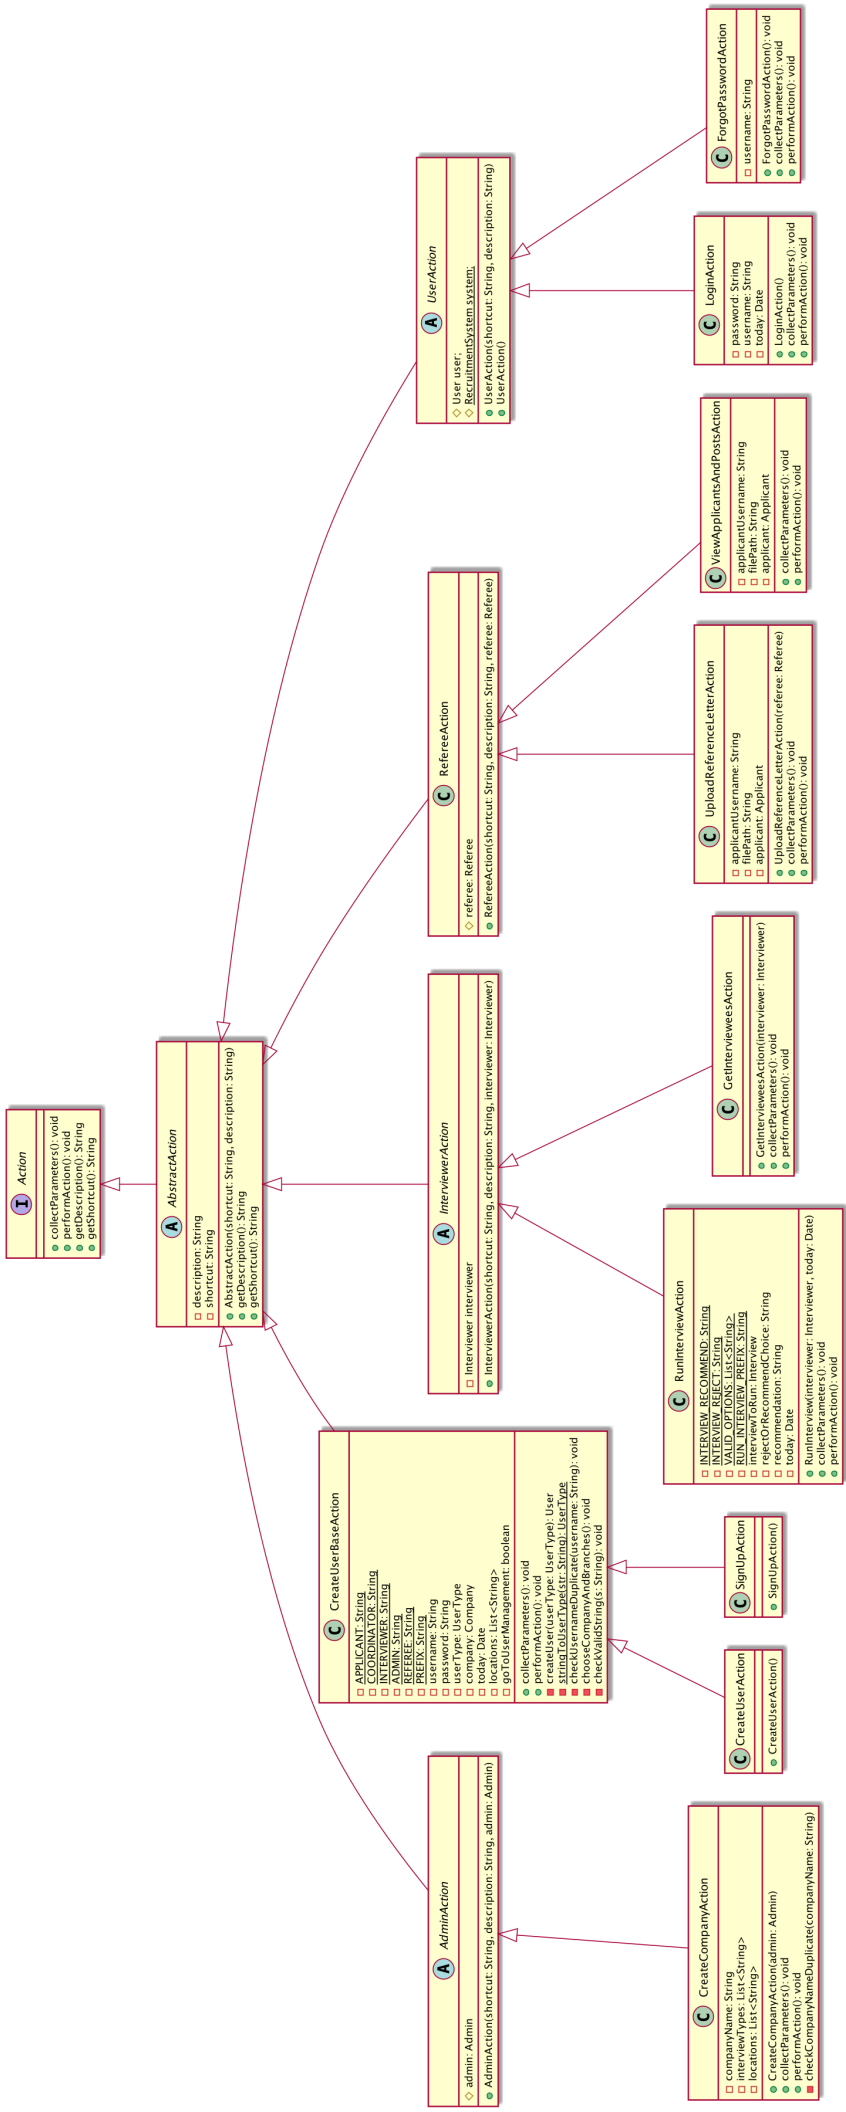 I Action
collectParameters(): void
performAction(): void
getDescription(): String
getShortcut(): String
A AbstractAction
description: String
shortcut: String
AbstractAction(shortcut: String, description: String)
getDescription(): String
getShortcut(): String
A AdminAction
admin: Admin
AdminAction(shortcut: String, description: String, admin: Admin)
C CreateUserBaseAction
APPLICANT: String
COORDINATOR: String
INTERVIEWER: String
ADMIN: String
REFEREE: String
PREFIX: String
username: String
password: String
userType: UserType
company: Company
today: Date
locations: List<String>
goToUserManagement: boolean
collectParameters(): void
performAction(): void
createUser(userType: UserType): User
stringToUserType(str: String): UserType
checkUsernameDuplicate(username: String): void
chooseCompanyAndBranches(): void
checkValidString(s: String): void
A InterviewerAction
Interviewer interviewer
InterviewerAction(shortcut: String, description: String, interviewer: Interviewer)
C RefereeAction
referee: Referee
RefereeAction(shortcut: String, description: String, referee: Referee)
A UserAction
User user;
RecruitmentSystem system;
UserAction(shortcut: String, description: String)
UserAction()
C CreateCompanyAction
companyName: String
interviewTypes: List<String>
locations: List<String>
CreateCompanyAction(admin: Admin)
collectParameters(): void
performAction(): void
checkCompanyNameDuplicate(companyName: String)
C CreateUserAction
CreateUserAction()
C SignUpAction
SignUpAction()
C RunInterviewAction
INTERVIEW_RECOMMEND: String
INTERVIEW_REJECT: String
VALID_OPTIONS: List<String>
RUN_INTERVIEW_PREFIX: String
interviewToRun: Interview
rejectOrRecommendChoice: String
recommendation: String
today: Date
RunInterview(interviewer: Interviewer, today: Date)
collectParameters(): void
performAction(): void
C GetIntervieweesAction
GetIntervieweesAction(interviewer: Interviewer)
collectParameters(): void
performAction(): void
C UploadReferenceLetterAction
applicantUsername: String
filePath: String
applicant: Applicant
UploadReferenceLetterAction(referee: Referee)
collectParameters(): void
performAction(): void
C ViewApplicantsAndPostsAction
applicantUsername: String
filePath: String
applicant: Applicant
collectParameters(): void
performAction(): void
C LoginAction
password: String
username: String
today: Date
LoginAction()
collectParameters(): void
performAction(): void
C ForgotPasswordAction
username: String
ForgotPasswordAction(): void
collectParameters(): void
performAction(): void